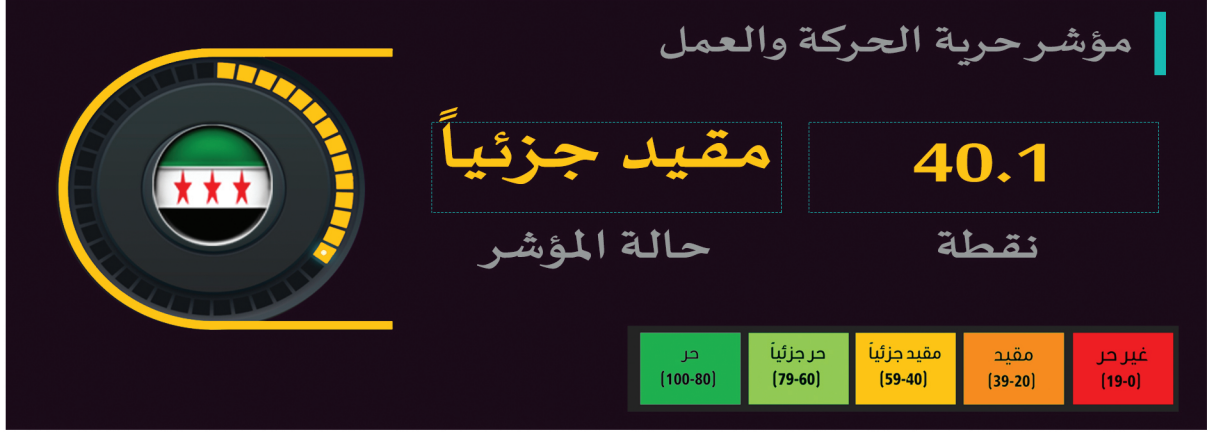 مؤشر حرية الحركة والعمل
40.1
نقطة
مقيد جزئياً
حالة المؤشر
غير حر
(19-0)
مقيد
(39-20)
مقيد جزئياً
(59-40)
حر جزئياً
(79-60)
حر
(100-80)